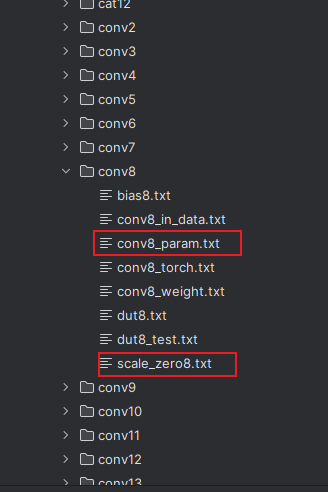 cat12
conv2
conv3
conv4
conv5
conv6
conv7
conv8
bias8.txt
conv8_in_data.txt
conv8_param.txt
conv8_torch.txt
conv8_weight.txt
dut8.txt
dut8_test.txt
scale_zero8.txt
conv9
conv10
conv11
conv12
conv13